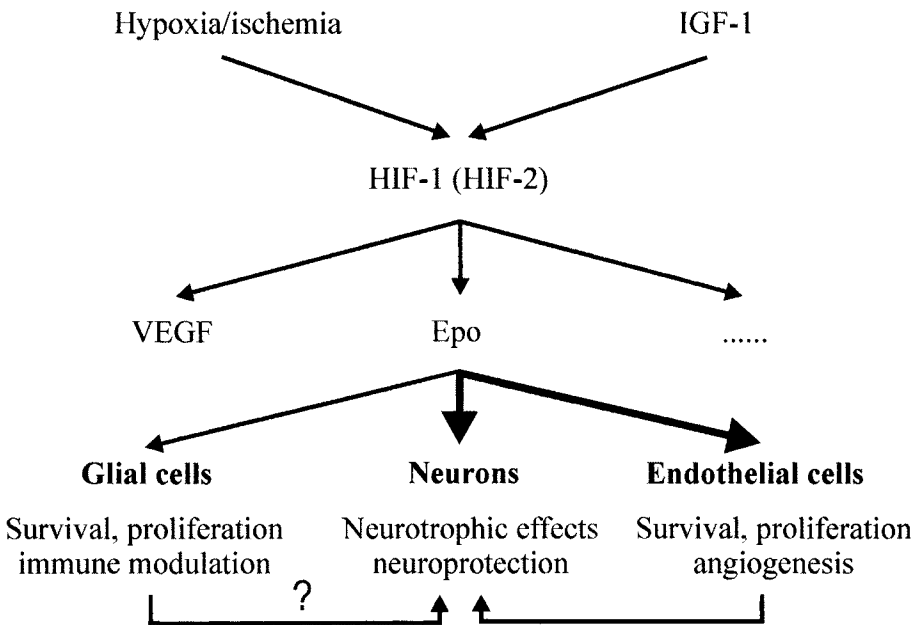 Hypoxia/ischemia
IGF-1
HIF-1 (HIF-2)
VEGF
Epo
......
Glial cells
Neurons
Endothelial cells
Survival, proliferation
immune modulation
Neurotrophic effects
neuroprotection
Survival, proliferation
angiogenesis
?